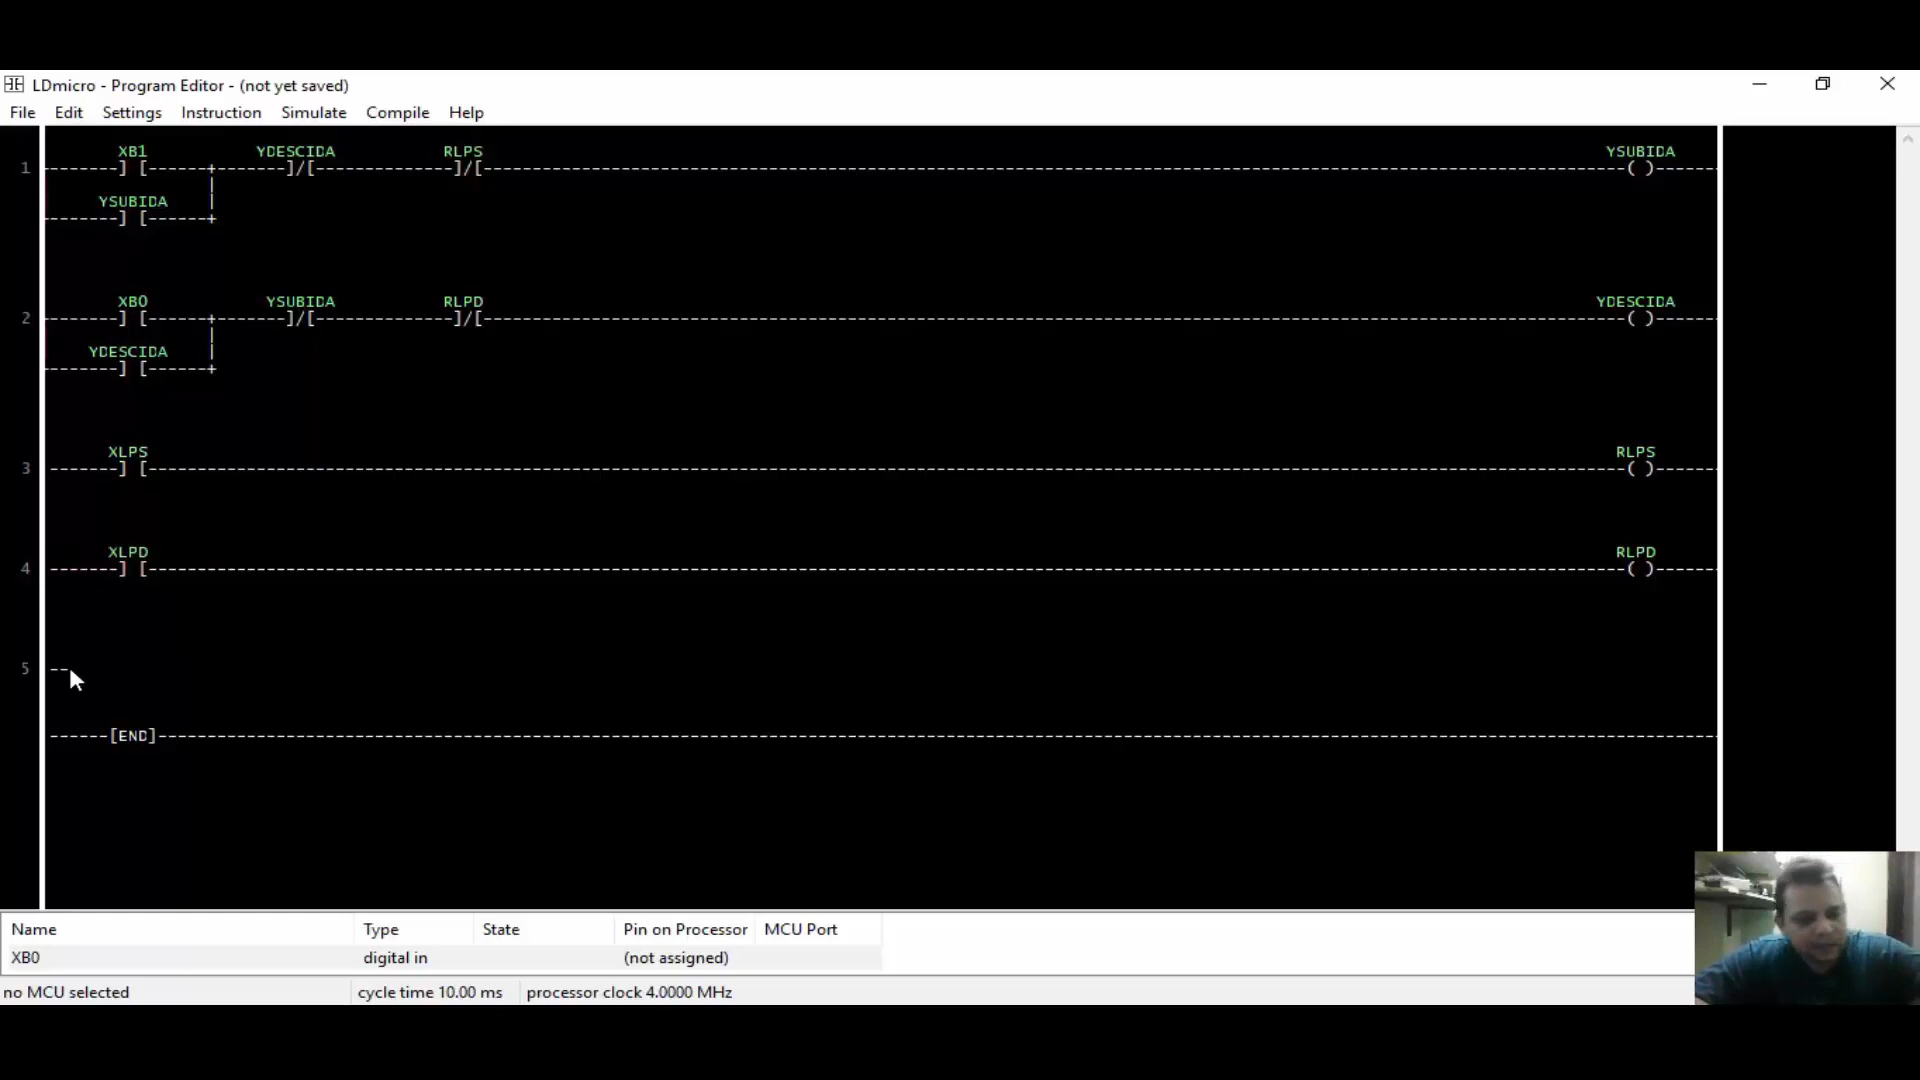 LDmicro - Program Editor - (not yet saved)
File Edit Settings Instruction Simulate Compile Help
XB1 YDESCIDA RLPS YSUBIDA
1 -------] [------+-------]/[--------------]/[-------( )------
YSUBIDA
-------] [------+
XB0 YSUBIDA RLPD YDESCIDA
2 -------] [------+-------]/[--------------]/[-------( )------
YDESCIDA
-------] [------+
XLPS RLPS
3 -------] [-------( )------
XLPD RLPD
4 -------] [-------( )------
5 --
------[END]------
Name Type State Pin on Processor MCU Port
XB0 digital in (not assigned)
no MCU selected cycle time 10.00 ms processor clock 4.0000 MHz